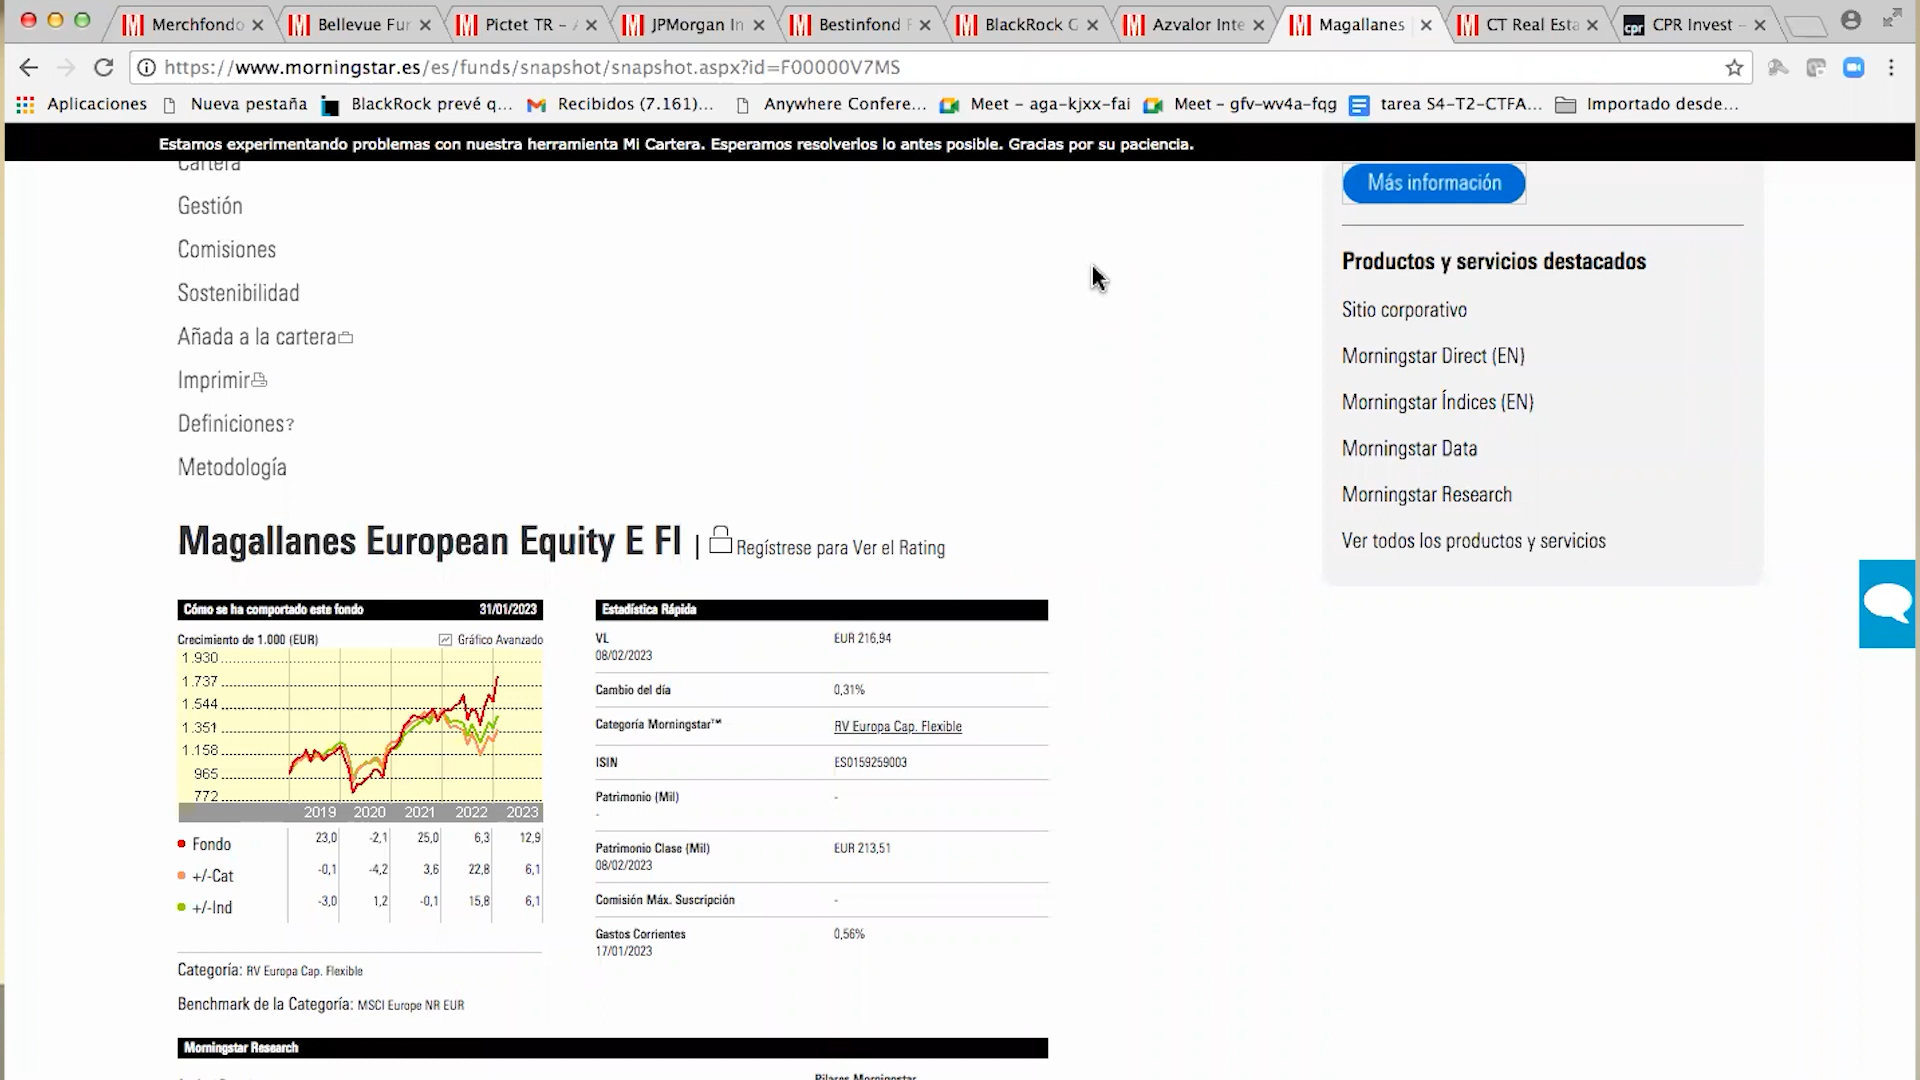 Merchfondo
Bellevue Fur
Pictet TR –
JPMorgan In
Bestinfond
BlackRock G
Azvalor Inte
Magallanes
CT Real Esta
cpr CPR Invest –
https://www.morningstar.es/es/funds/snapshot/snapshot.aspx?id=F00000V7MS
Aplicaciones
Nueva pestaña
BlackRock prevé q...
Recibidos (7.161)...
Anywhere Confere...
Meet – aga-kjxx-fai
Meet – gfv-wv4a-fqg
tarea S4-T2-CTFA...
Importado desde...
Estamos experimentando problemas con nuestra herramienta Mi Cartera. Esperamos resolverlos lo antes posible. Gracias por su paciencia.
Cartera
Gestión
Comisiones
Sostenibilidad
Añada a la cartera
Imprimir
Definiciones?
Metodología
Más información
Productos y servicios destacados
Sitio corporativo
Morningstar Direct (EN)
Morningstar Índices (EN)
Morningstar Data
Morningstar Research
Ver todos los productos y servicios
Magallanes European Equity E FI | Regístrese para Ver el Rating
Cómo se ha comportado este fondo 31/01/2023
Crecimiento de 1.000 (EUR) Gráfico Avanzado
1.930
1.737
1.544
1.351
1.158
965
772
2019 2020 2021 2022 2023
Fondo 23,0 -2,1 25,0 6,3 12,9
+/-Cat -0,1 -4,2 3,6 22,8 6,1
+/-Ind -3,0 1,2 -0,1 15,8 6,1
Categoría: RV Europa Cap. Flexible
Benchmark de la Categoría: MSCI Europe NR EUR
Estadística Rápida
VL EUR 216,94
08/02/2023
Cambio del día 0,31%
Categoría Morningstar™ RV Europa Cap. Flexible
ISIN ES0159259003
Patrimonio (Mil) -
-
Patrimonio Clase (Mil) EUR 213,51
08/02/2023
Comisión Máx. Suscripción -
Gastos Corrientes 0,56%
17/01/2023
Morningstar Research
Pilares Morningstar